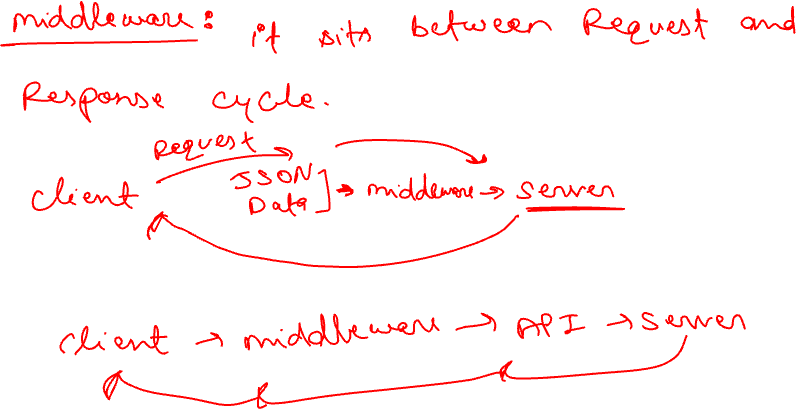 middleware: it sits between Request and
Response cycle.
Request
Client JSON Data → middleware → server
Client → middleware → API → server